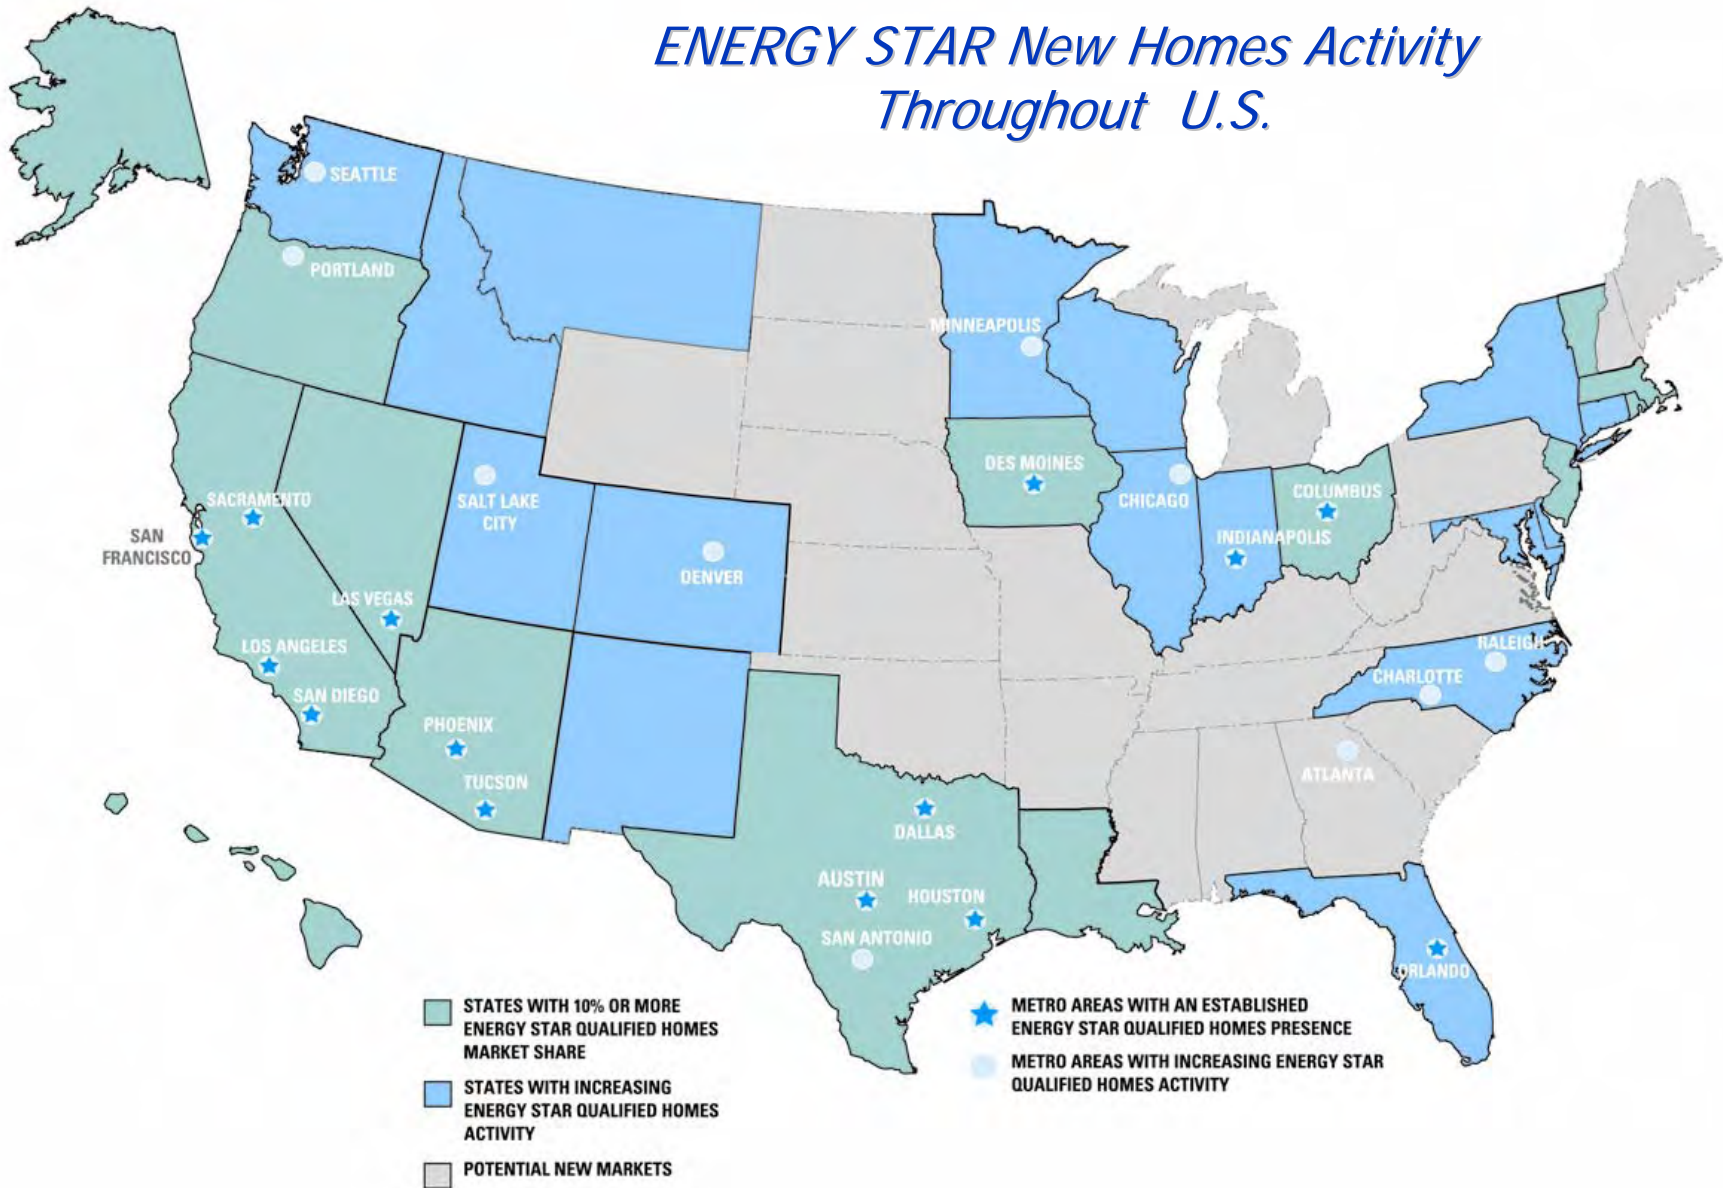 ENERGY STAR New Homes Activity
Throughout U.S.
SEATTLE
PORTLAND
MINNEAPOLIS
DES MOINES
SALT LAKE
CITY
CHICAGO
COLUMBUS
SACRAMENTO
SAN
FRANCISCO
INDIANAPOLIS
DENVER
LAS VEGAS
LOS ANGELES
RALEIGH
CHARLOTTE
SAN DIEGO
PHOENIX
ATLANTA
TUCSON
DALLAS
AUSTIN
HOUSTON
SAN ANTONIO
ORLANDO
STATES WITH 10% OR MORE
ENERGY STAR QUALIFIED HOMES
MARKET SHARE
STATES WITH INCREASING
ENERGY STAR QUALIFIED HOMES
ACTIVITY
POTENTIAL NEW MARKETS
METRO AREAS WITH AN ESTABLISHED
ENERGY STAR QUALIFIED HOMES PRESENCE
METRO AREAS WITH INCREASING ENERGY STAR
QUALIFIED HOMES ACTIVITY